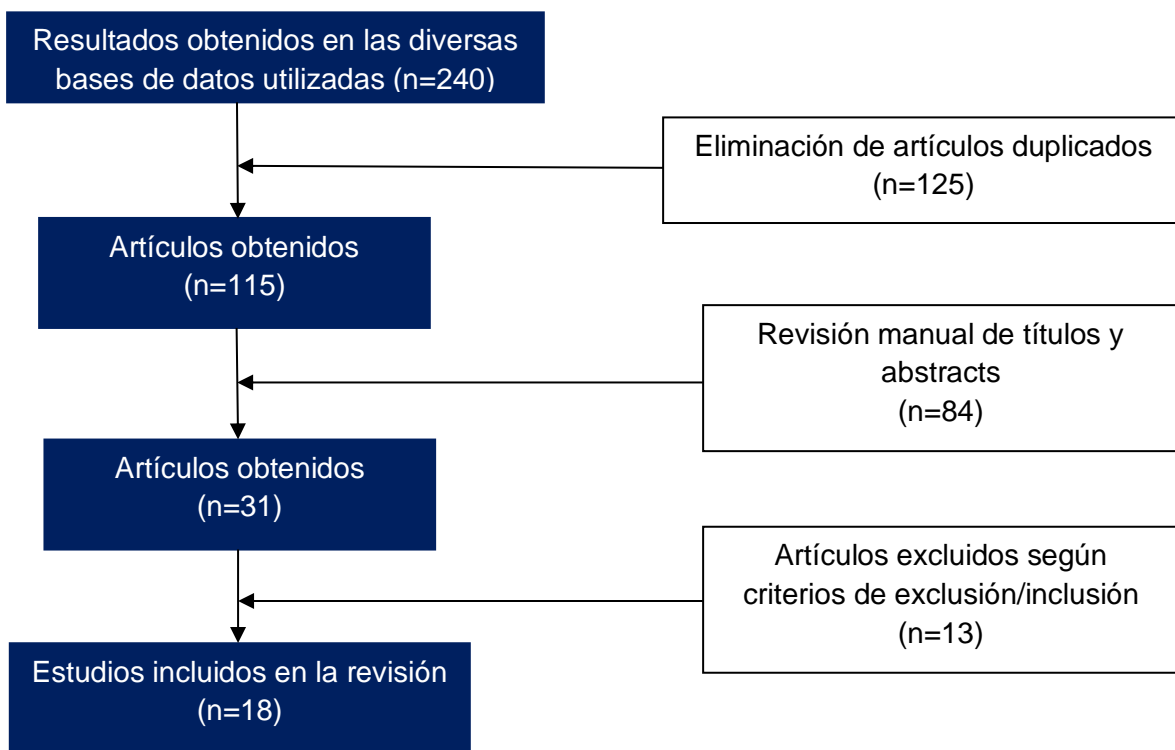 Resultados obtenidos en las diversas
bases de datos utilizadas (n=240)
Eliminación de artículos duplicados
(n=125)
Artículos obtenidos
(n=115)
Revisión manual de títulos y
abstracts
(n=84)
Artículos obtenidos
(n=31)
Artículos excluidos según
criterios de exclusión/inclusión
(n=13)
Estudios incluidos en la revisión
(n=18)